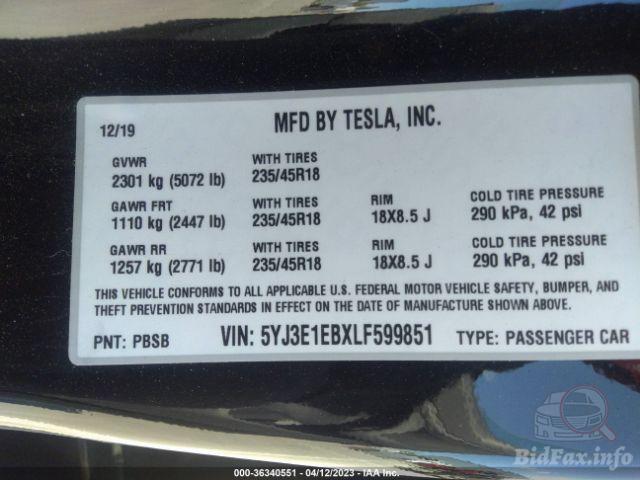 12/19 MFD BY TESLA, INC.
GVWR WITH TIRES
2301 kg (5072 lb) 235/45R18
GAWR FRT WITH TIRES RIM COLD TIRE PRESSURE
1110 kg (2447 lb) 235/45R18 18X8.5 J 290 kPa, 42 psi
GAWR RR WITH TIRES RIM COLD TIRE PRESSURE
1257 kg (2771 lb) 235/45R18 18X8.5 J 290 kPa, 42 psi
THIS VEHICLE CONFORMS TO ALL APPLICABLE U.S. FEDERAL MOTOR VEHICLE SAFETY, BUMPER, AND
THEFT PREVENTION STANDARDS IN EFFECT ON THE DATE OF MANUFACTURE SHOWN ABOVE.
PNT: PBSB VIN: 5YJ3E1EBXLF599851 TYPE: PASSENGER CAR
BidFax.info
000-36340551 - 04/12/2023 - IAA Inc.